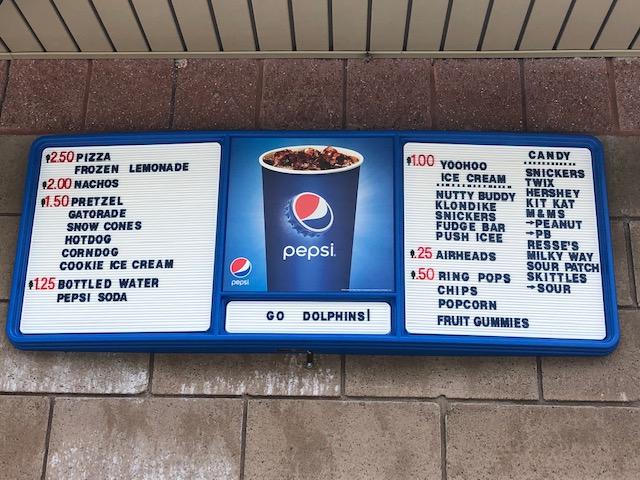 $2.50 PIZZA
FROZEN LEMONADE
$2.00 NACHOS
$1.50 PRETZEL
GATORADE
SNOW CONES
HOTDOG
CORNDOG
COOKIE ICE CREAM
$1.25 BOTTLED WATER
PEPSI SODA
pepsi
pepsi
GO DOLPHINS!
$1.00 YOOHOO
ICE CREAM
NUTTY BUDDY
KLONDIKE
SNICKERS
FUDGE BAR
PUSH ICEE
$.25 AIRHEADS
$.50 RING POPS
CHIPS
POPCORN
FRUIT GUMMIES
CANDY
SNICKERS
TWIX
HERSHEY
KIT KAT
M&MS
→PEANUT
→PB
RESSE'S
MILKY WAY
SOUR PATCH
SKITTLES
→SOUR